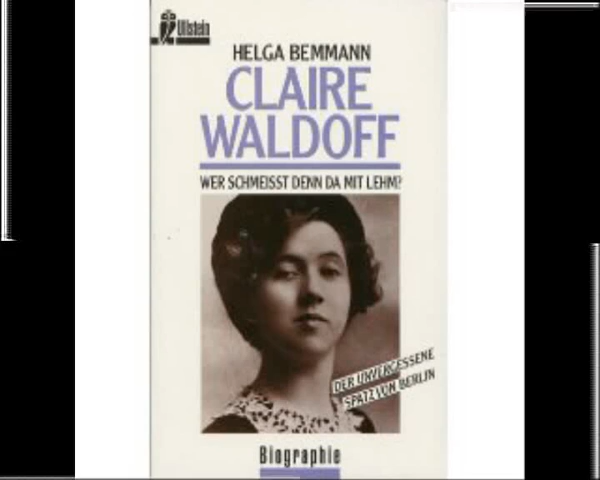 Ullstein
HELGA BEMMANN
CLAIRE
WALDOFF
WER SCHMEISST DENN DA MIT LEHM?
DER UNVERGESSENE
SPATZ VON BERLIN
Biographie